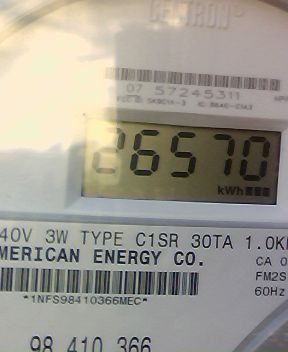 CENTRON
07 57245311
26570
kWh
40V 3W TYPE C1SR 30TA 1.0K
MERICAN ENERGY CO.
CA 0
FM2S
60Hz
*1NFS98410366MEC*
98 410 366